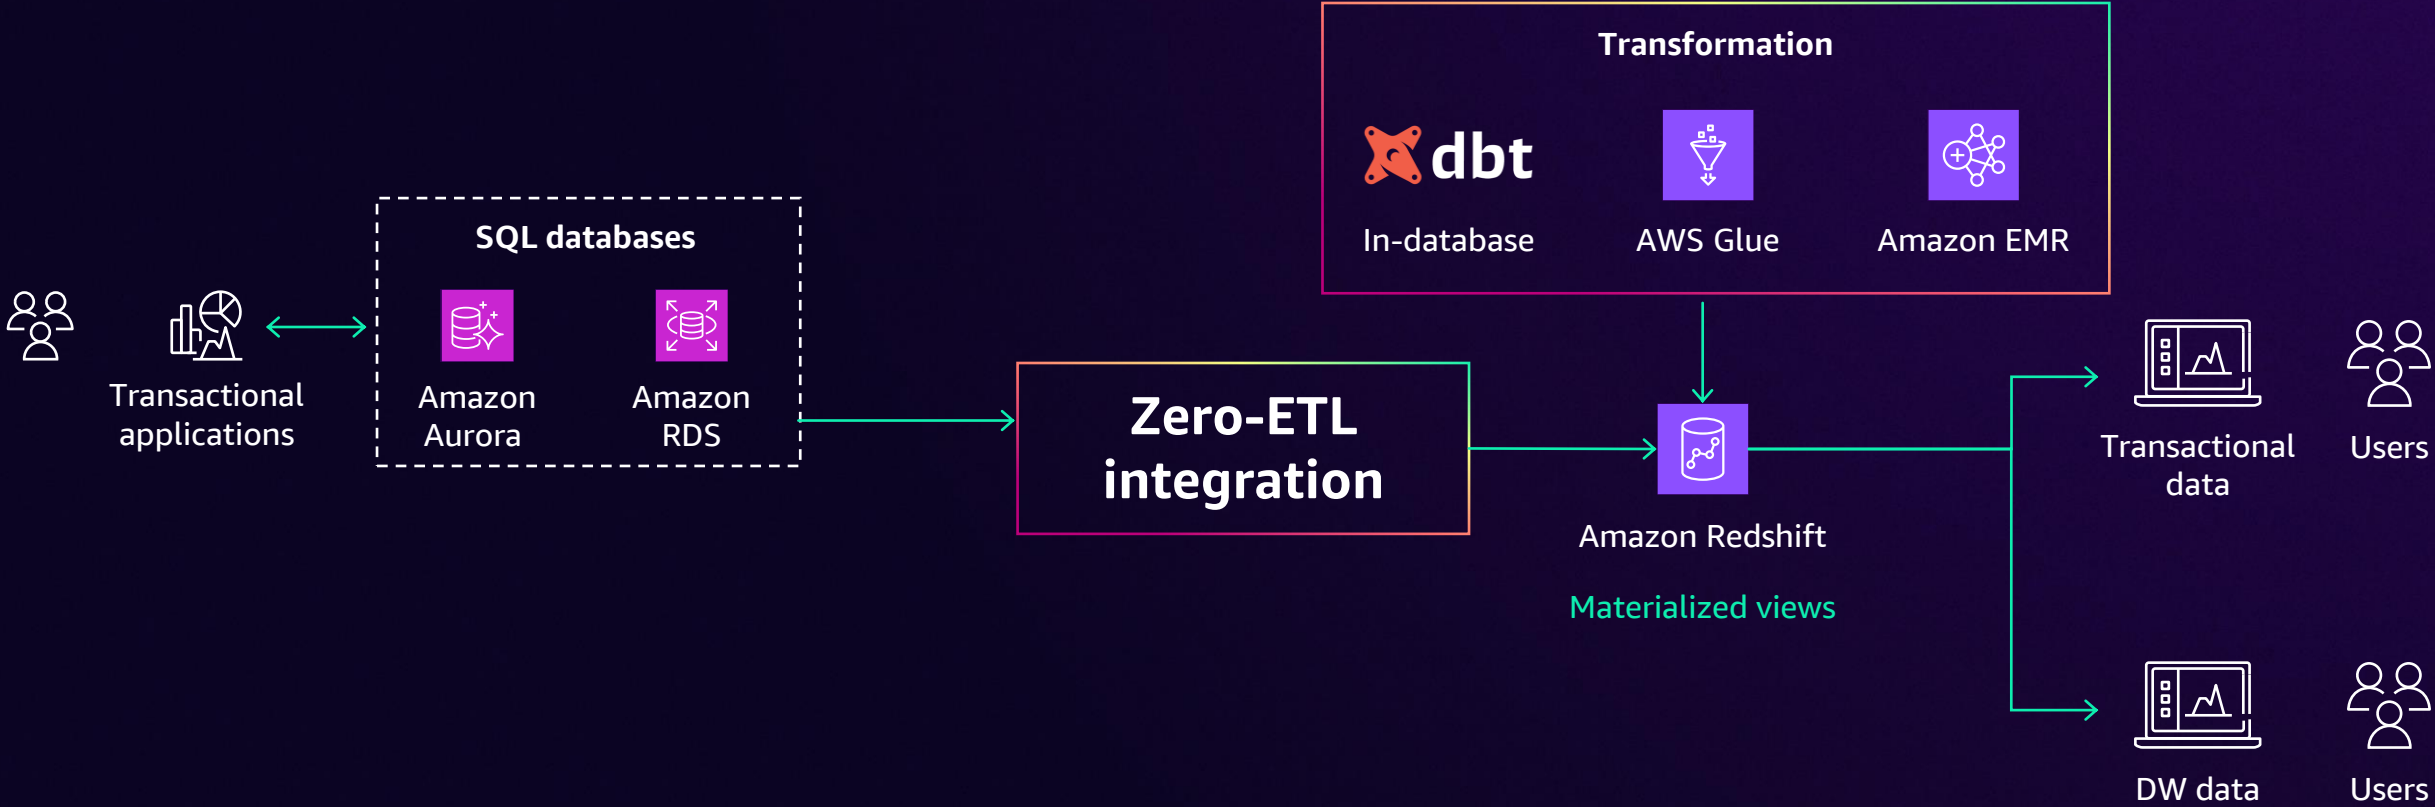 Transformation
dbt
In-database
AWS Glue
Amazon EMR
SQL databases
Transactional
applications
Amazon
Aurora
Amazon
RDS
Zero-ETL
integration
Amazon Redshift
Materialized views
Transactional
data
Users
DW data
Users